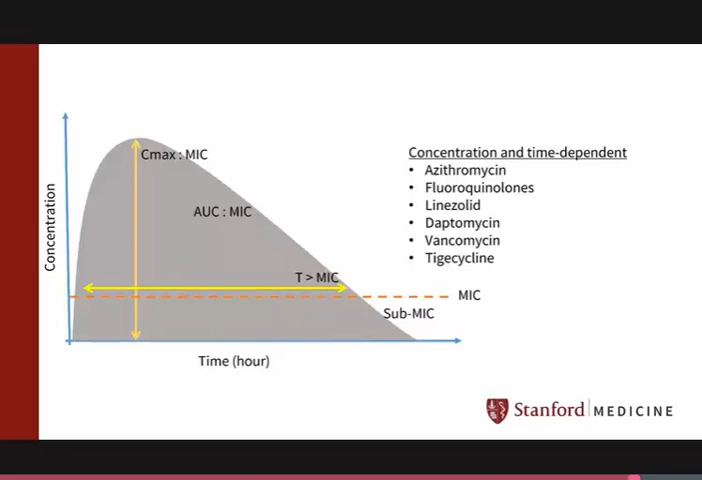 Concentration
Cmax : MIC
AUC : MIC
T > MIC
MIC
Sub-MIC
Time (hour)
Concentration and time-dependent
• Azithromycin
• Fluoroquinolones
• Linezolid
• Daptomycin
• Vancomycin
• Tigecycline
Stanford MEDICINE